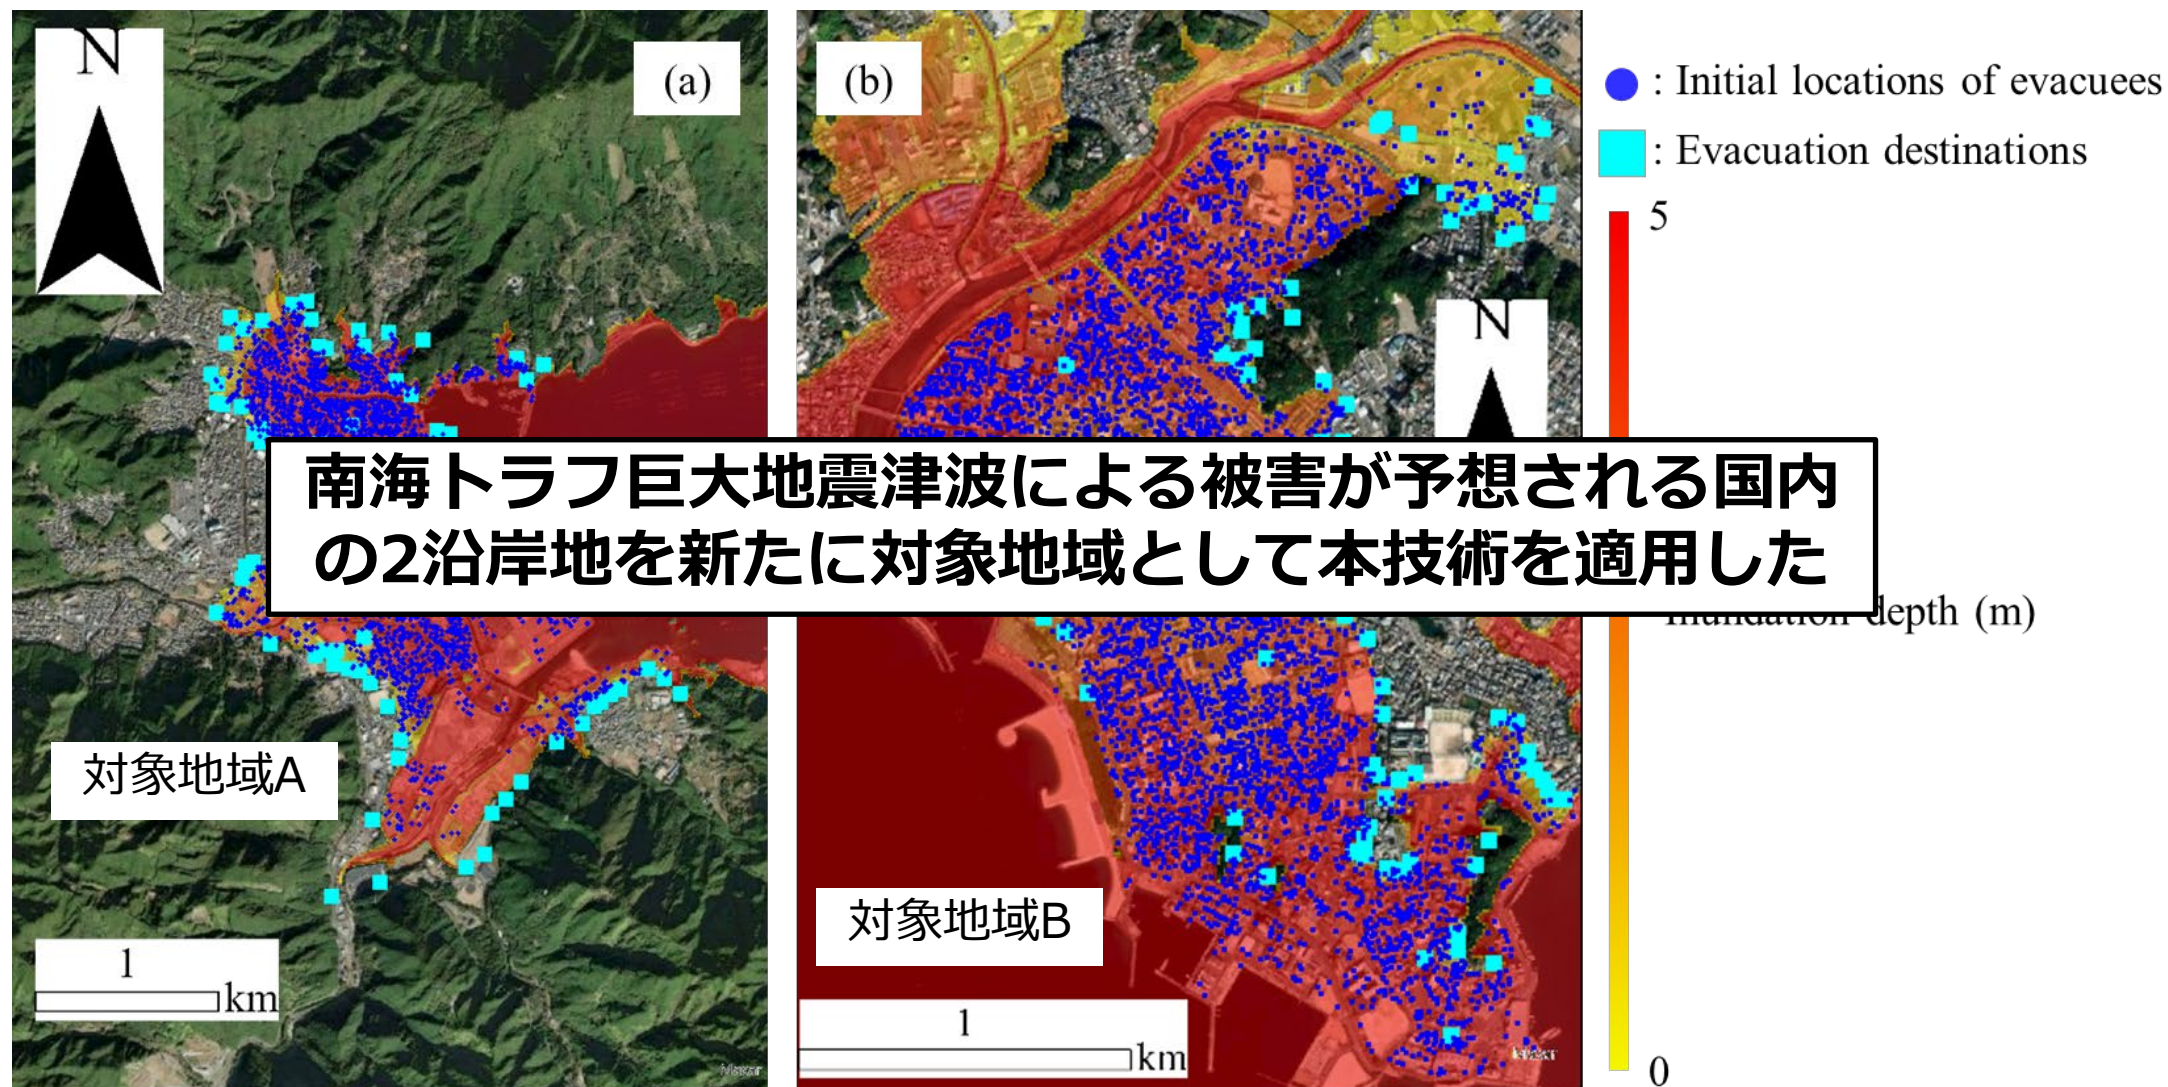 N
(a)
(b)
: Initial locations of evacuees
: Evacuation destinations
5
N
南海トラフ巨大地震津波による被害が予想される国内
の2沿岸地を新たに対象地域として本技術を適用した
Inundation depth (m)
対象地域A
対象地域B
1
km
1
km
Maxar
0